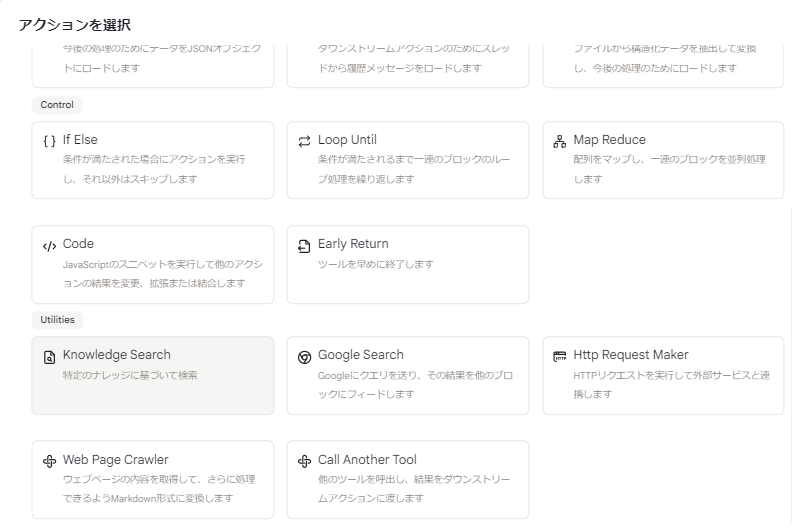 アクションを選択
今後の処理のためにデータをJSONオブジェク
トにロードします
ダウンストリームアクションのためにスレッ
ドから履歴メッセージをロードします
ファイルから構造化データを抽出して変換
し、今後の処理のためにロードします
Control
If Else
条件が満たされた場合にアクションを実行
し、それ以外はスキップします
Loop Until
条件が満たされるまで一連のブロックのルー
プ処理を繰り返します
Map Reduce
配列をマップし、一連のブロックを並列処理
します
Code
JavaScriptのスニペットを実行して他のアクシ
ョンの結果を変更、拡張または結合します
Early Return
ツールを早めに終了します
Utilities
Knowledge Search
特定のナレッジに基づいて検索
Google Search
Googleにクエリを送り、その結果を他のブロ
ックにフィードします
Http Request Maker
HTTP
HTTPリクエストを実行して外部サービスと連
携します
Web Page Crawler
ウェブページの内容を取得して、さらに処理
できるようMarkdown形式に変換します
Call Another Tool
他のツールを呼出し、結果をダウンストリー
ムアクションに渡します